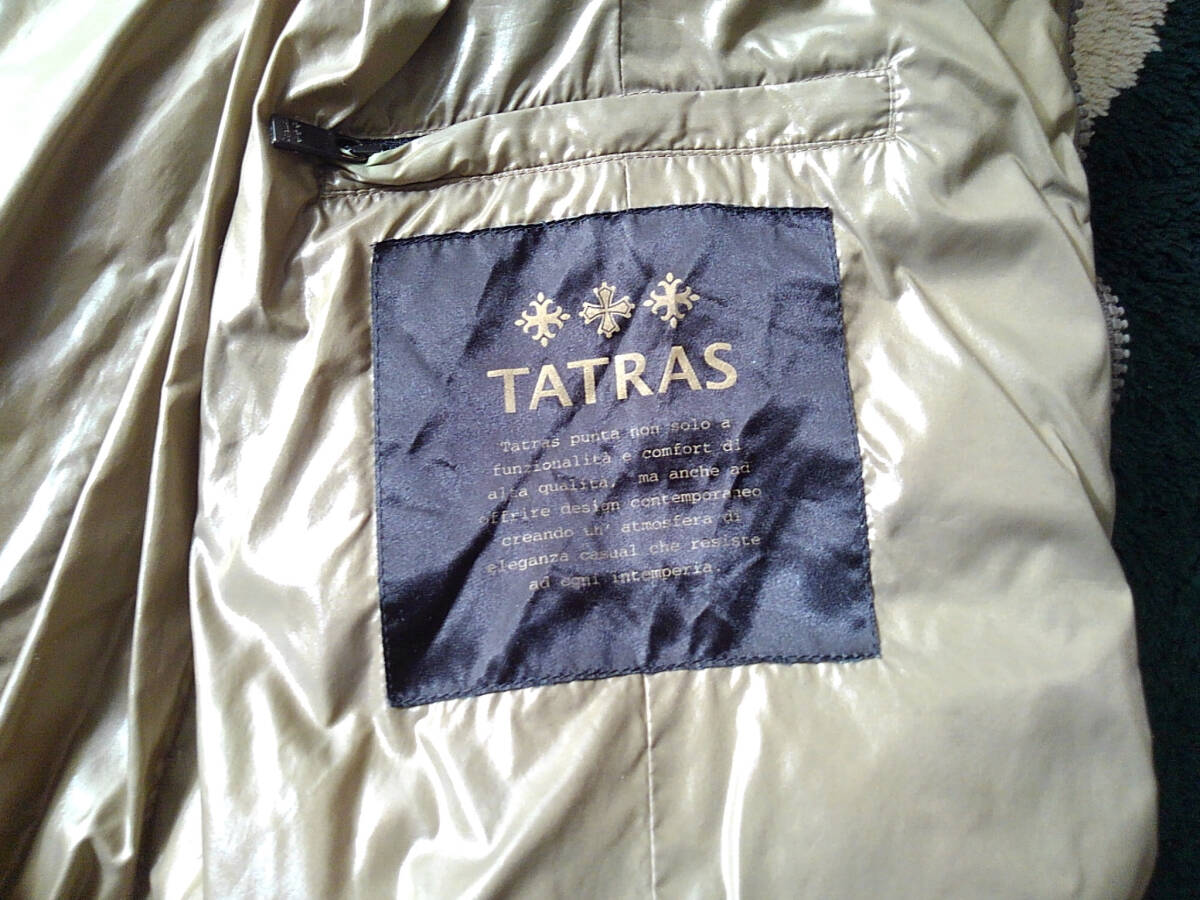 TATRAS
Tatras punta non solo a
funzionalità e comfort di
alta qualità, ma anche ad
offrire design contemporaneo
creando un' atmosfera di
eleganza casual che resiste
ad ogni intemperia.